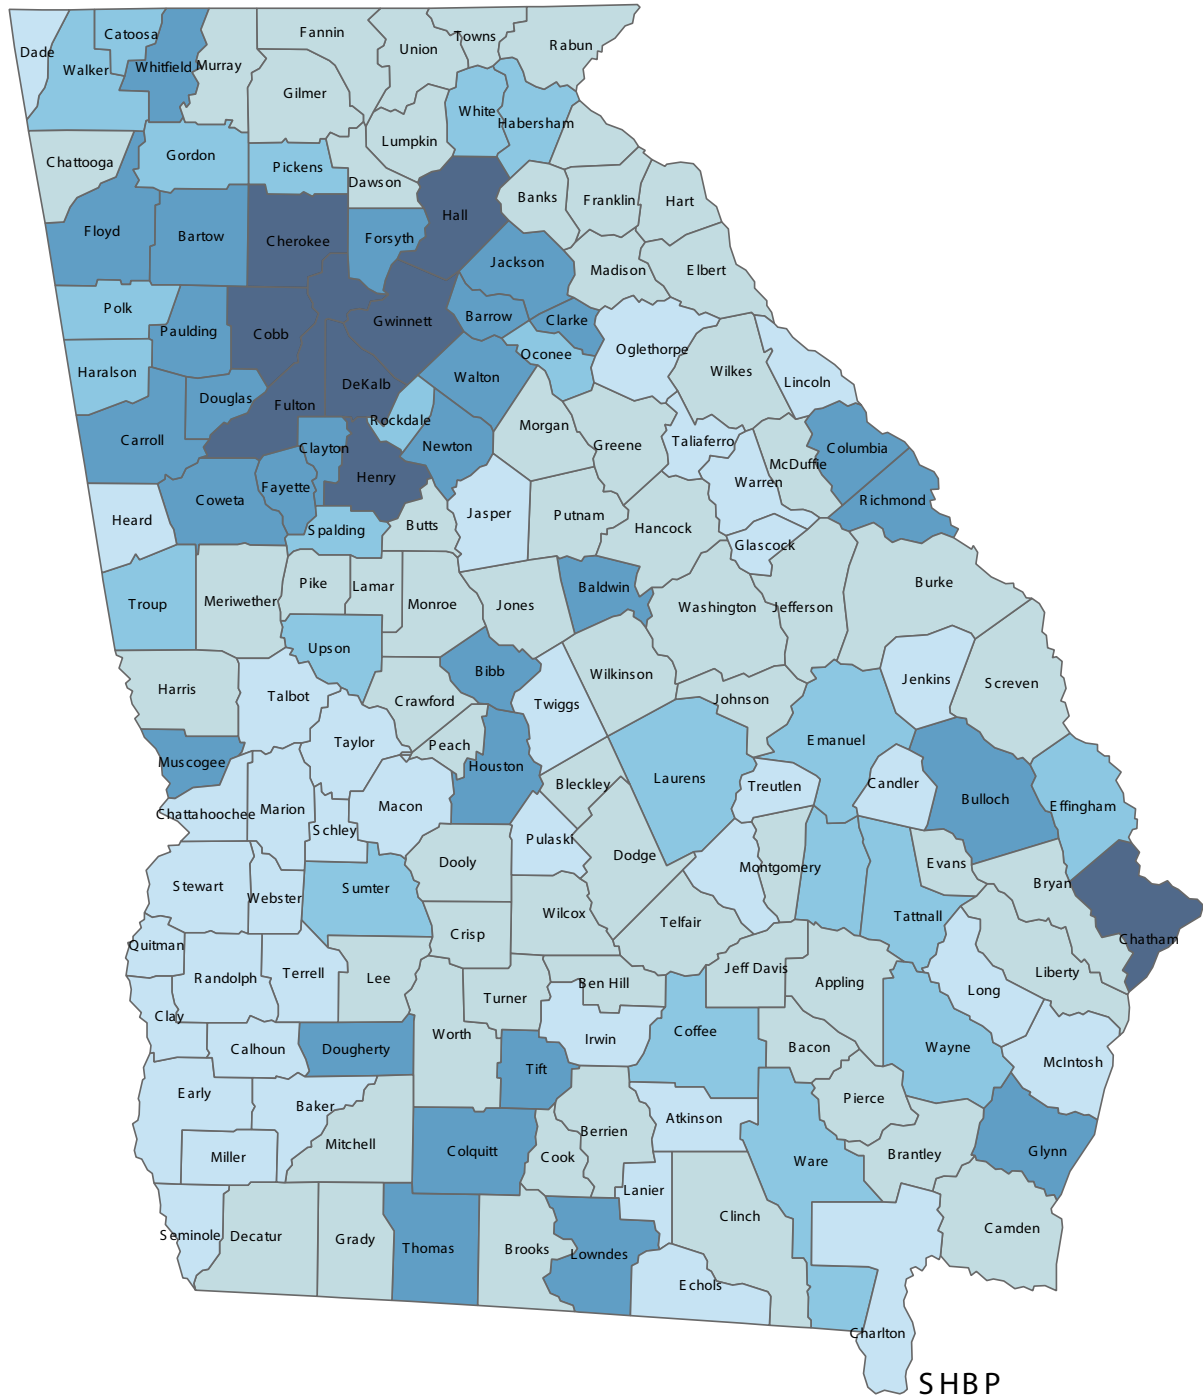 Fannin
Union
Towns
Rabun
Dade
Catoosa
Walker
Whitfield
Murray
Gilmer
White
Habersham
Lumpkin
Chattooga
Gordon
Pickens
Dawson
Banks
Franklin
Hart
Floyd
Bartow
Cherokee
Forsyth
Hall
Jackson
Madison
Elbert
Polk
Paulding
Cobb
Gwinnett
Barrow
Clarke
Oconee
Oglethorpe
Haralson
Douglas
Fulton
DeKalb
Walton
Wilkes
Lincoln
Carroll
Clayton
Rockdale
Newton
Morgan
Greene
Taliaferro
McDuffie
Columbia
Heard
Coweta
Fayette
Henry
Warren
Richmond
Spalding
Butts
Jasper
Putnam
Hancock
Glascock
Troup
Meriwether
Pike
Lamar
Monroe
Jones
Baldwin
Washington
Jefferson
Burke
Upson
Bibb
Wilkinson
Harris
Talbot
Crawford
Twiggs
Johnson
Jenkins
Screven
Muscogee
Taylor
Peach
Houston
Bleckley
Laurens
Emanuel
Treutlen
Candler
Bulloch
Effingham
Chattahoochee
Marion
Schley
Macon
Pulaski
Dooly
Dodge
Montgomery
Evans
Bryan
Stewart
Webster
Sumter
Wilcox
Telfair
Tattnall
Chatham
Quitman
Randolph
Terrell
Lee
Crisp
Turner
Ben Hill
Jeff Davis
Appling
Long
Liberty
Clay
Calhoun
Dougherty
Worth
Irwin
Coffee
Bacon
Wayne
McIntosh
Early
Baker
Tift
Mitchell
Berrien
Atkinson
Pierce
Miller
Colquitt
Cook
Ware
Brantley
Glynn
Seminole
Decatur
Grady
Thomas
Brooks
Lowndes
Lanier
Clinch
Camden
Echols
Charlton
SHBP